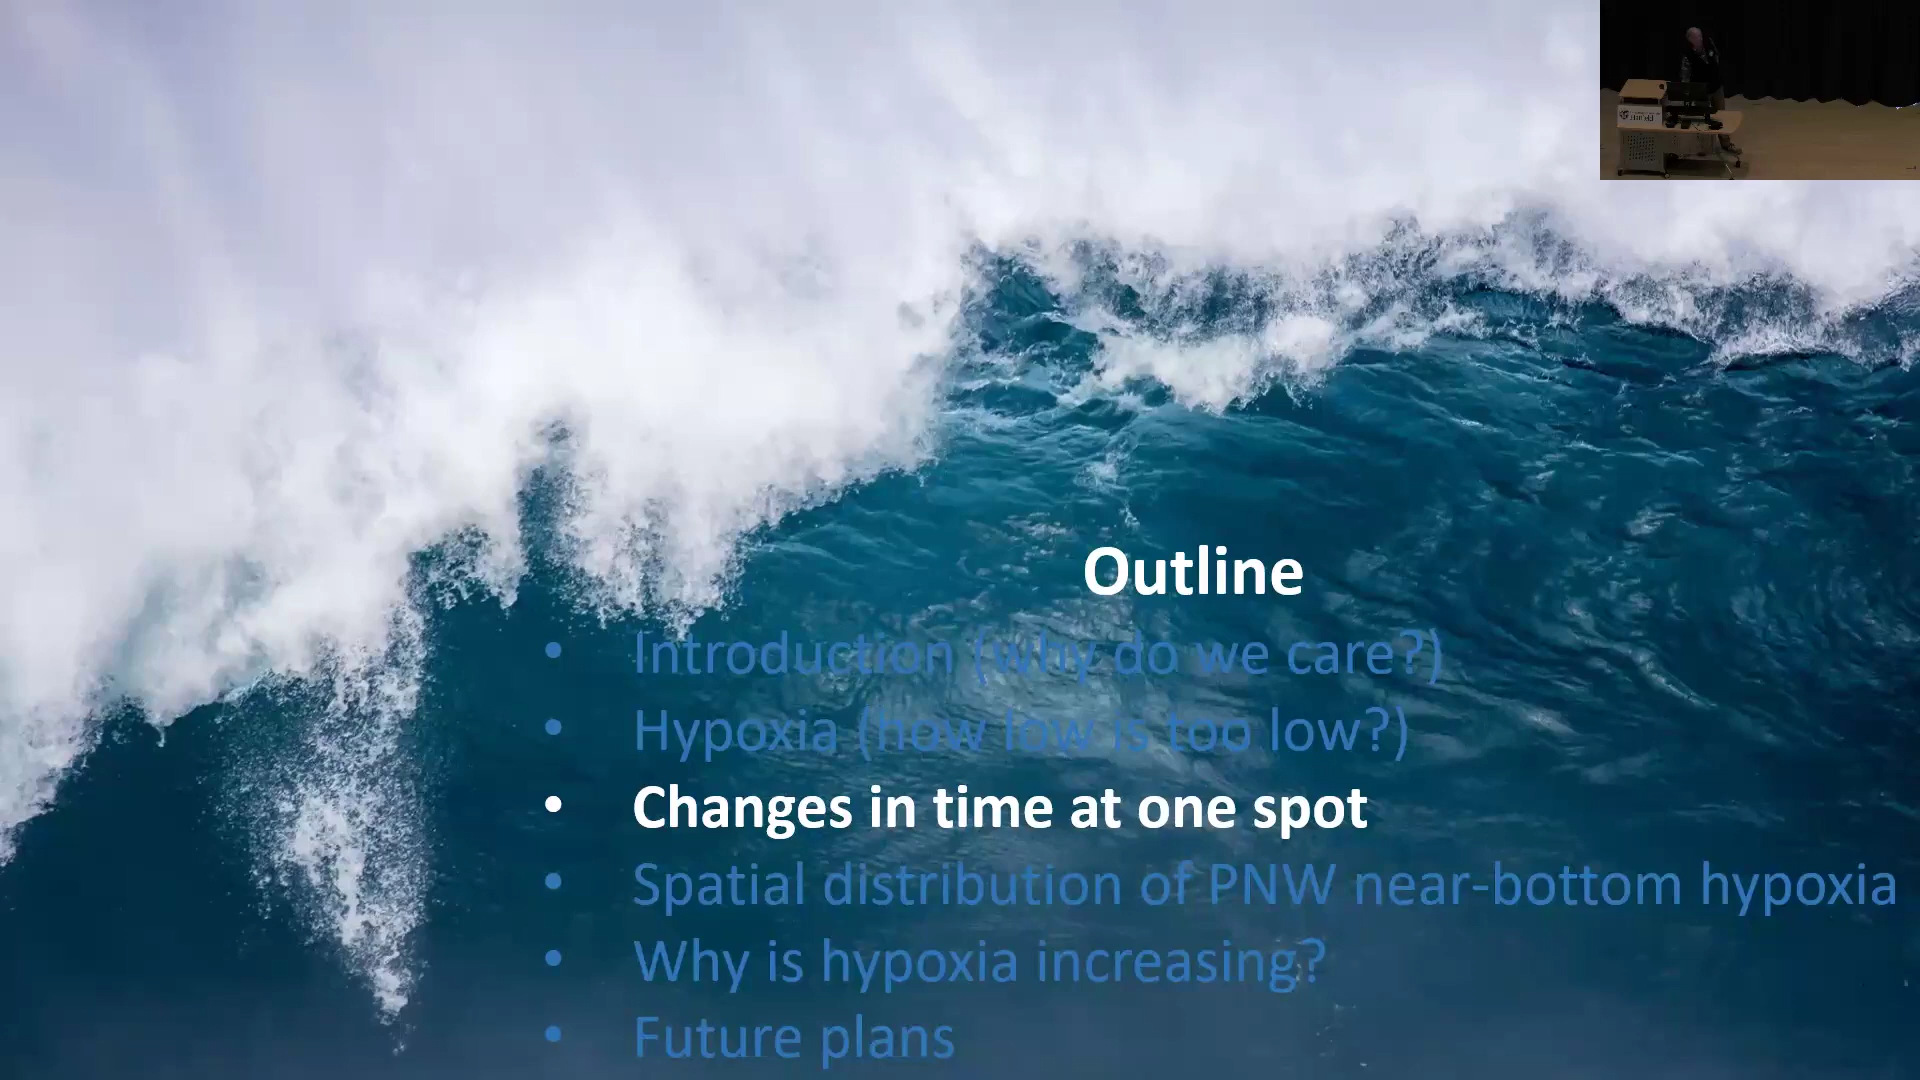 Outline
• Introduction (why do we care?)
• Hypoxia (how low is too low?)
• Changes in time at one spot
• Spatial distribution of PNW near-bottom hypoxia
• Why is hypoxia increasing?
• Future plans